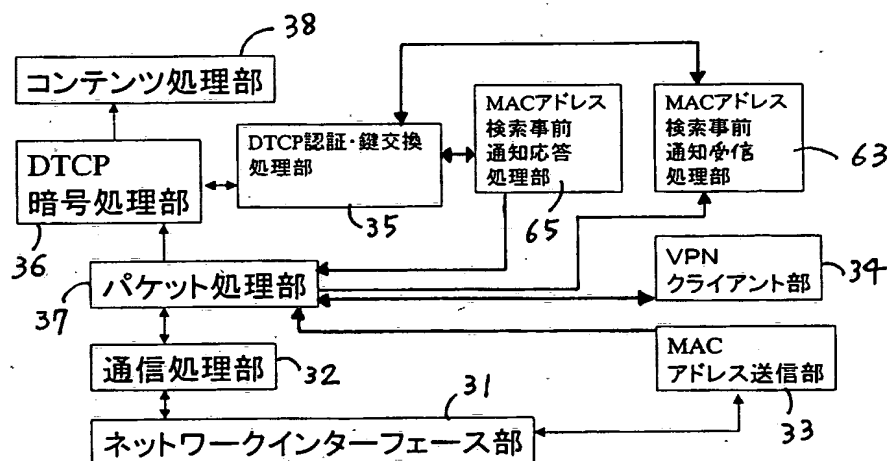 38
コンテンツ処理部
MACアドレス
検索事前
通知応答
処理部
MACアドレス
検索事前
通知受信
処理部
63
DTCP認証・鍵交換
処理部
DTCP
暗号処理部
35
65
36
VPN
クライアント部
34
パケット処理部
37
MAC
アドレス送信部
通信処理部
32
31
33
ネットワークインターフェース部